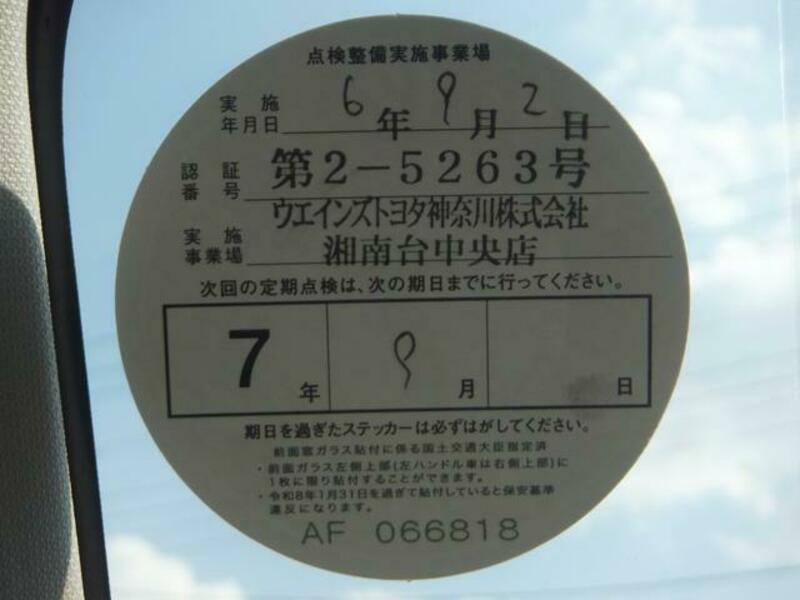 点検整備実施事業場
実施年月日 6年9月2日
認証番号 第2-5263号
ウエインズトヨタ神奈川株式会社
実施事業場 湘南台中央店
次回の定期点検は、次の期日までに行ってください。
7年 9月 日
期日を過ぎたステッカーは必ずはがしてください。
前面窓ガラス貼付に係る国土交通大臣指定済
・前面ガラス左側上部(左ハンドル車は右側上部)に
1枚に限り貼付することができます。
・令和8年1月31日を過ぎて貼付していると保安基準
違反になります。
AF 066818